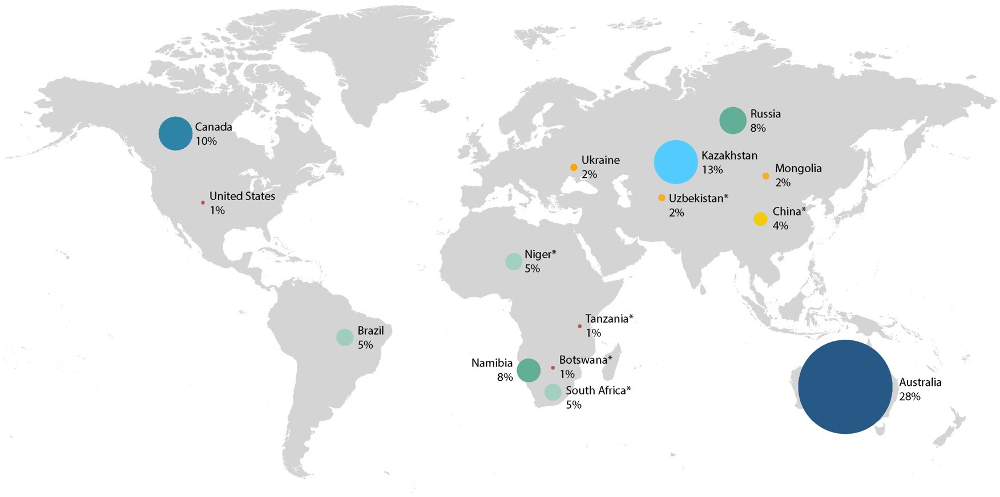 Canada
10%
United States
1%
Brazil
5%
Russia
8%
Kazakhstan
13%
Ukraine
2%
Mongolia
2%
Uzbekistan*
2%
China*
4%
Niger*
5%
Tanzania*
1%
Namibia
8%
Botswana*
1%
South Africa*
5%
Australia
28%